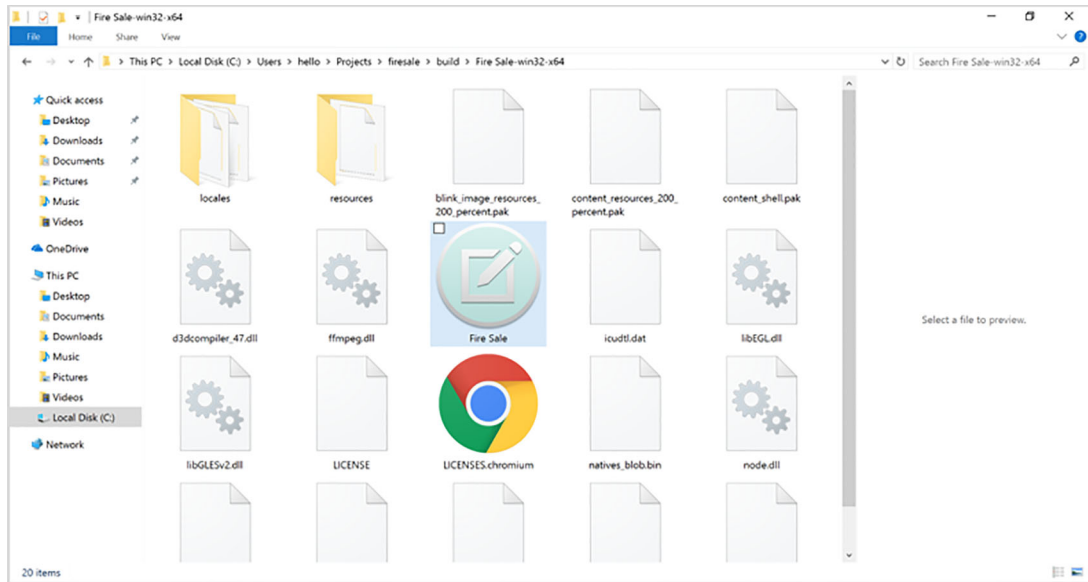 Fire Sale-win32-x64
File Home Share View
This PC > Local Disk (C:) > Users > hello > Projects > firesale > build > Fire Sale-win32-x64
Search Fire Sale-win32-x64
Quick access
Desktop
Downloads
Documents
Pictures
Music
Videos
OneDrive
This PC
Desktop
Documents
Downloads
Music
Pictures
Videos
Local Disk (C:)
Network
locales
resources
blink_image_resources_
200_percent.pak
content_resources_200_
percent.pak
content_shell.pak
d3dcompiler_47.dll
ffmpeg.dll
Fire Sale
icudtl.dat
libEGL.dll
libGLESv2.dll
LICENSE
LICENSES.chromium
natives_blob.bin
node.dll
Select a file to preview.
20 items